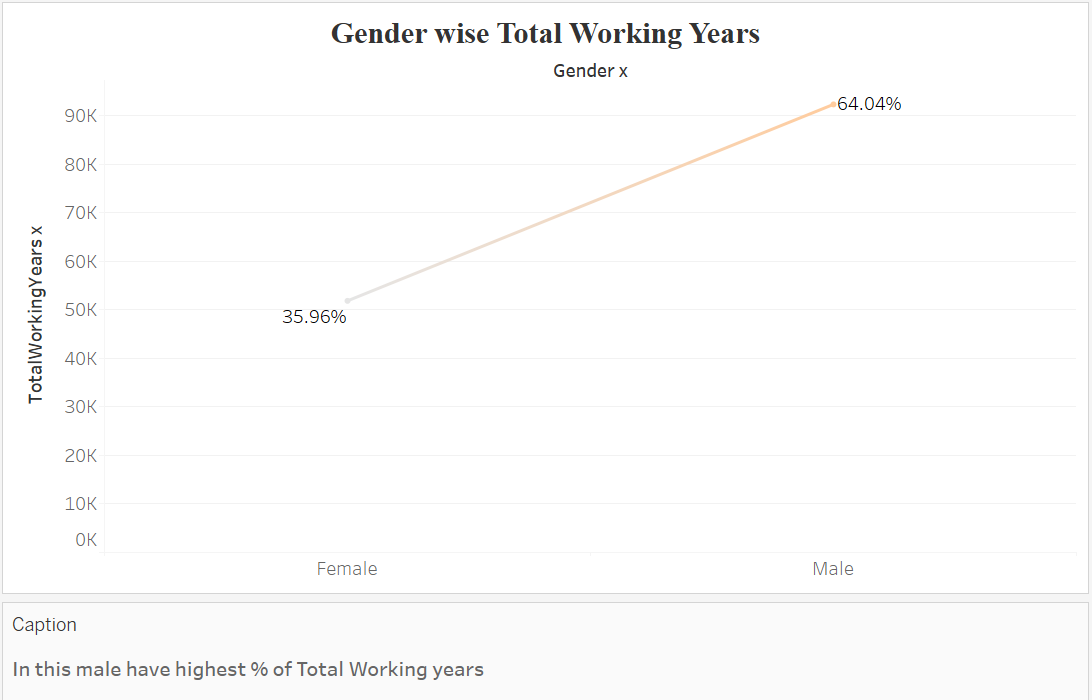 Gender wise Total Working Years
Gender x
TotalWorkingYears x
90K
80K
70K
60K
50K
40K
30K
20K
10K
0K
64.04%
35.96%
Female
Male
Caption
In this male have highest % of Total Working years